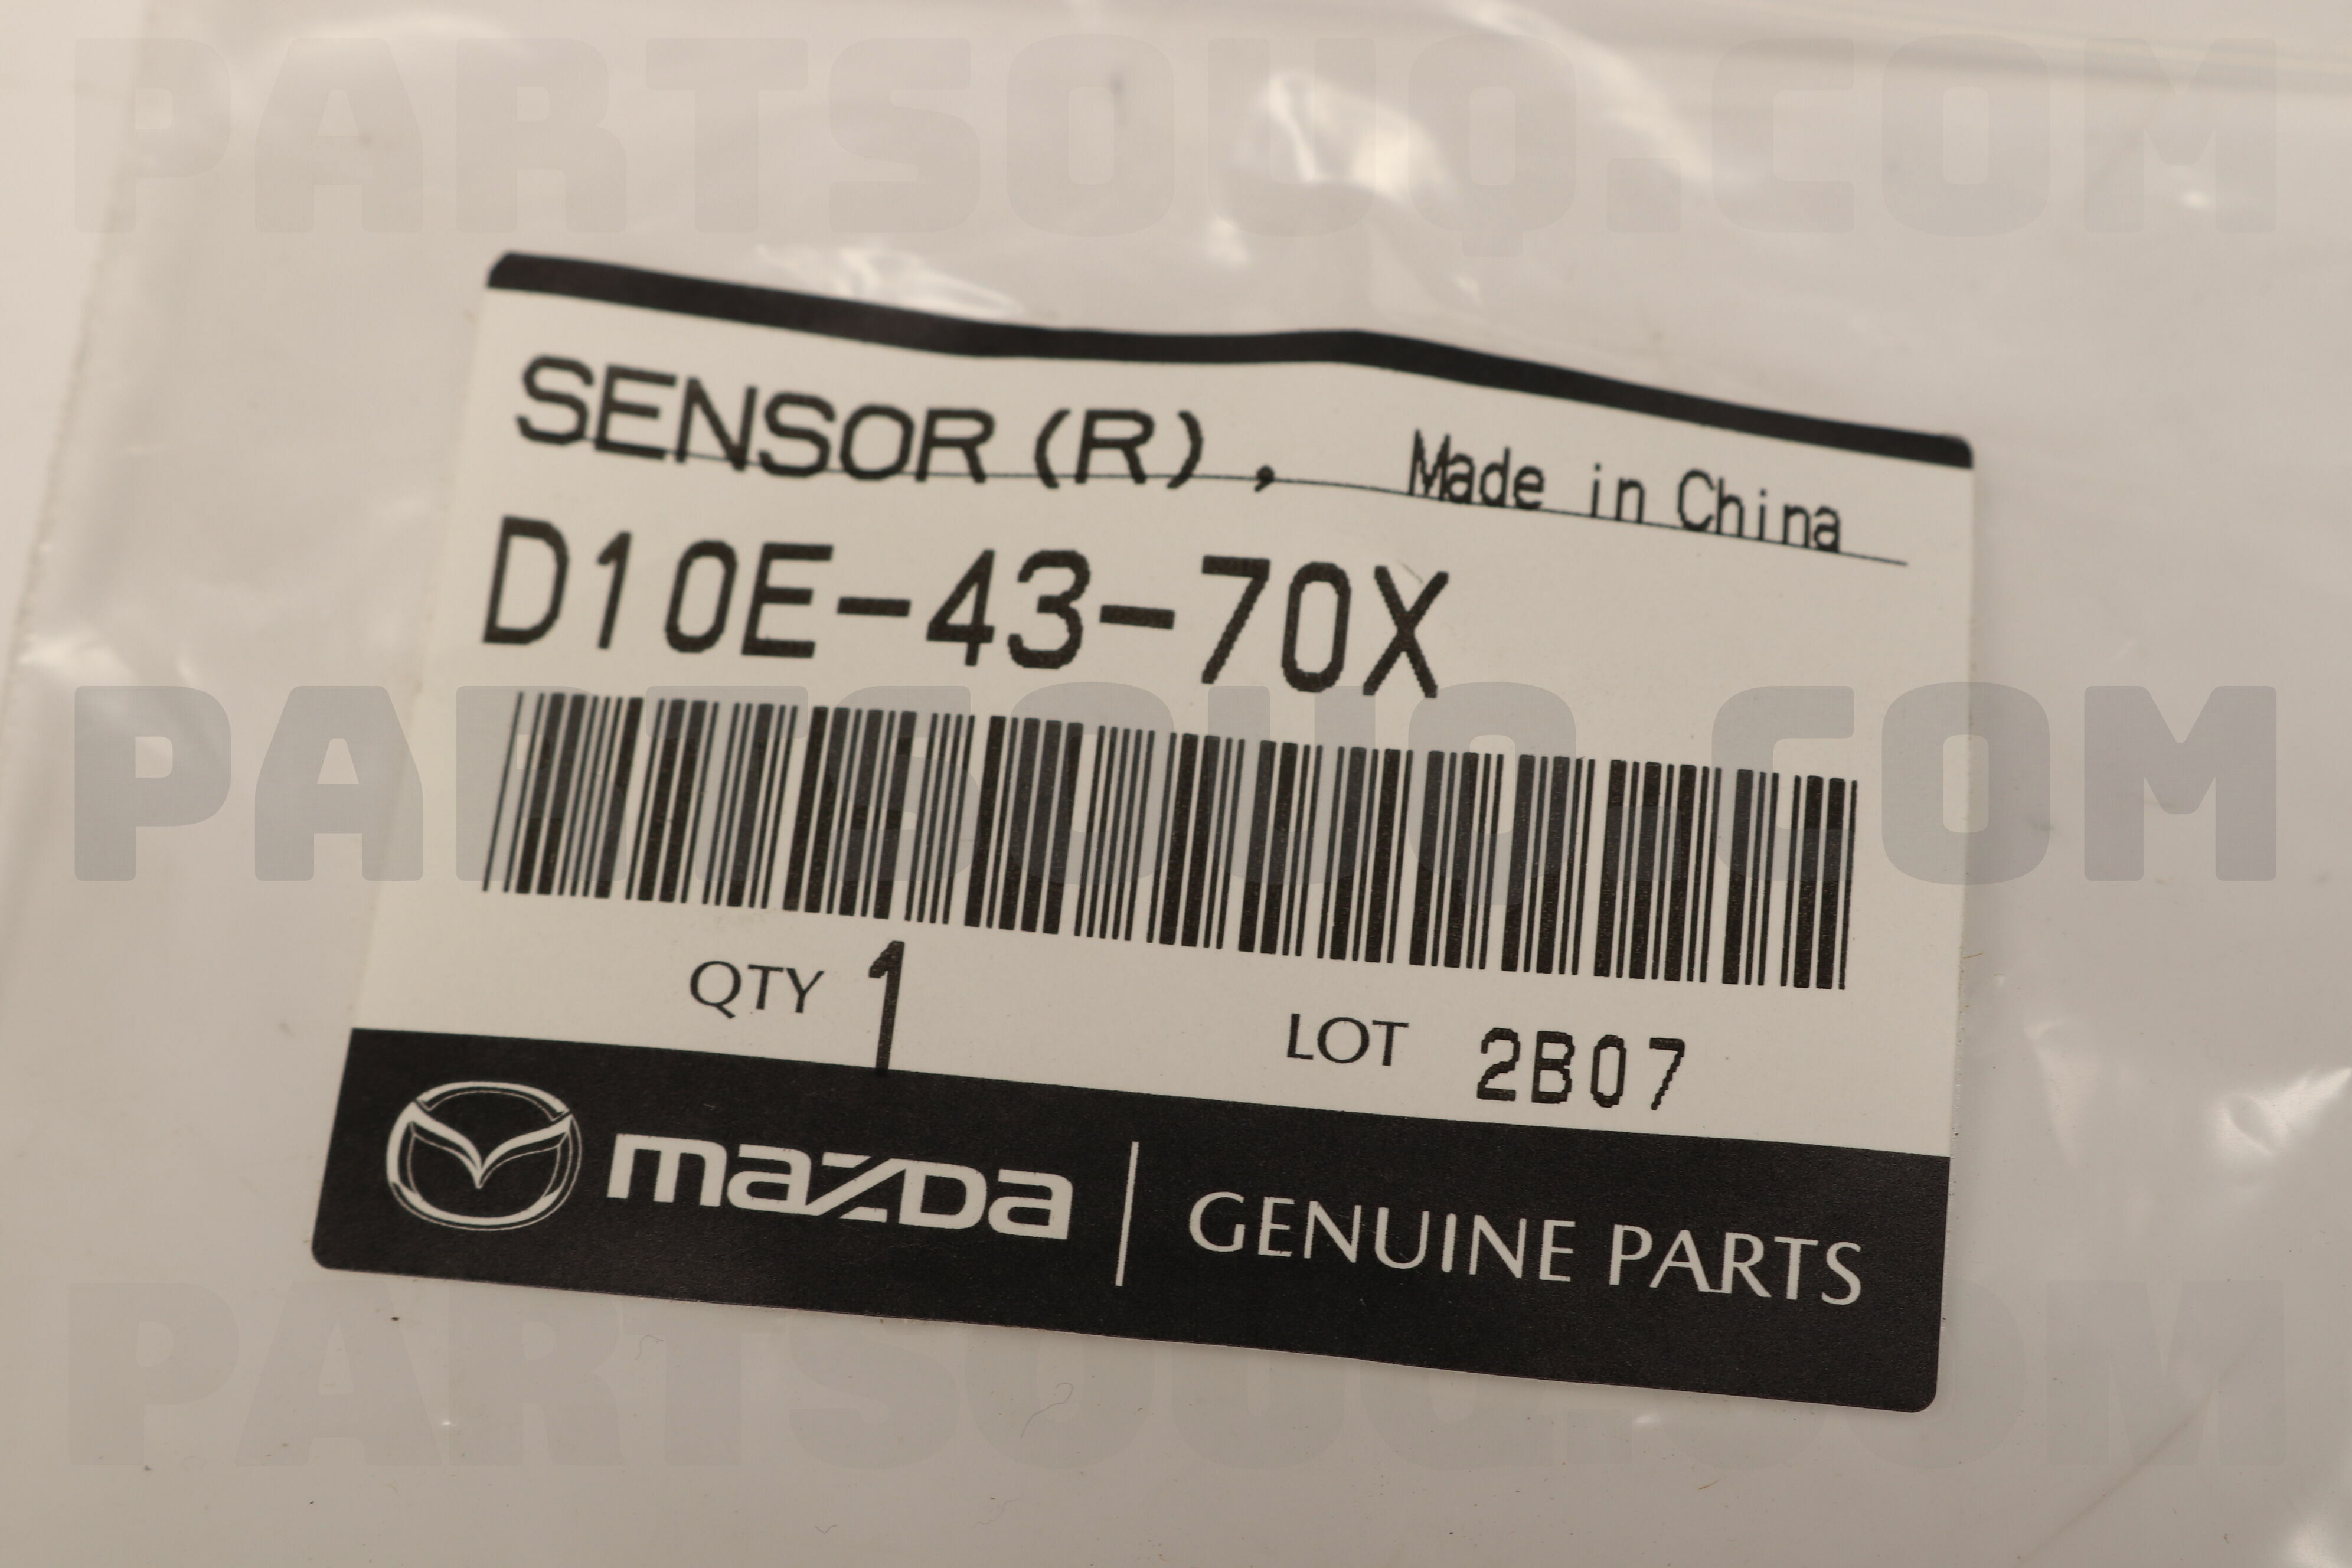 PARTSOUQ.COM
SENSOR (R), Made in China
D10E-43-70X
PARTSOUQ.COM
QTY 1 LOT 2B07
mazda | GENUINE PARTS
PARTSOUQ.COM